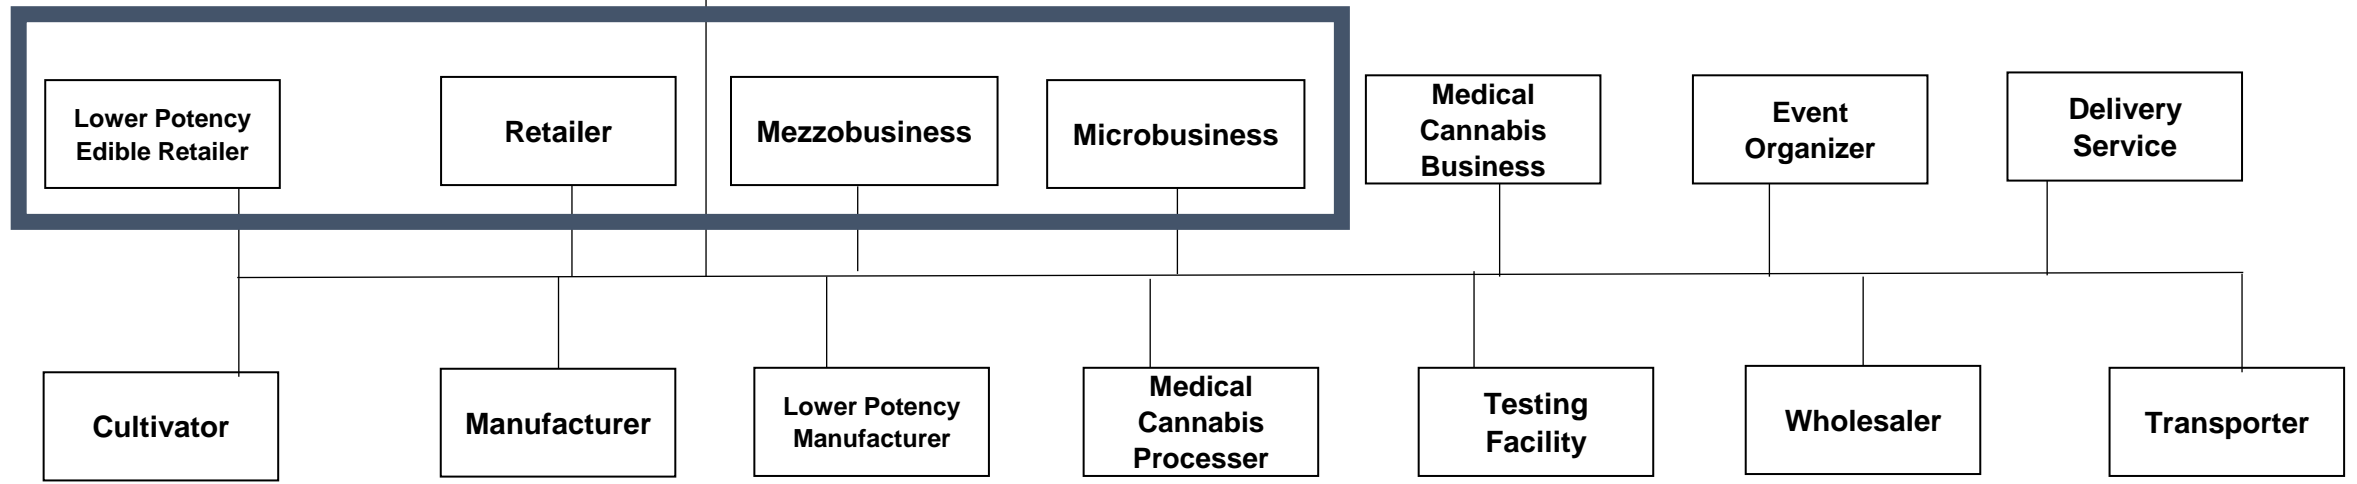 Lower Potency
Edible Retailer
Retailer
Mezzobusiness
Microbusiness
Medical
Cannabis
Business
Event
Organizer
Delivery
Service
Cultivator
Manufacturer
Lower Potency
Manufacturer
Medical
Cannabis
Processer
Testing
Facility
Wholesaler
Transporter